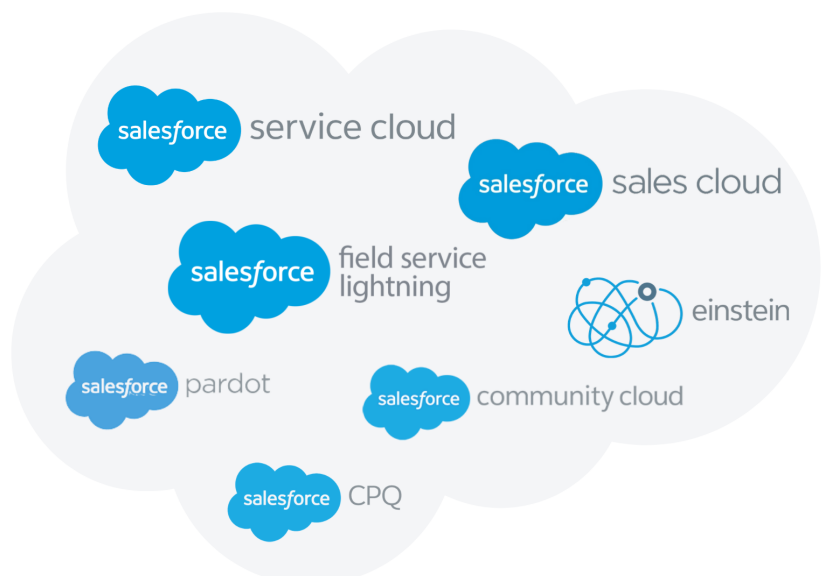 salesforce service cloud
salesforce sales cloud
salesforce field service
lightning
einstein
salesforce pardot
salesforce community cloud
salesforce CPQ